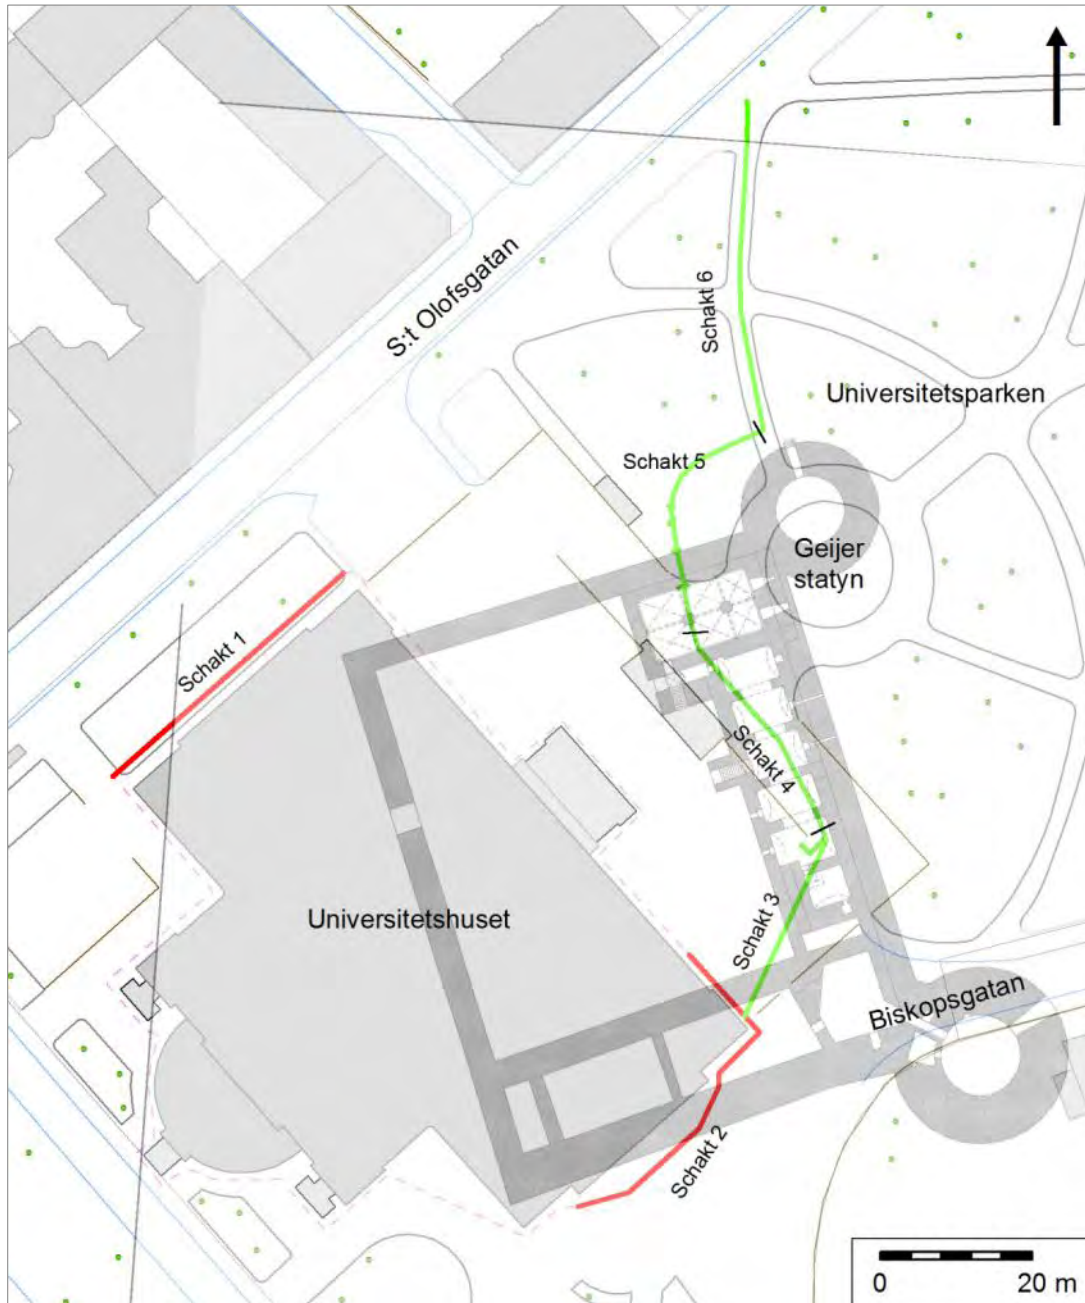 S:t Olofsgatan
Schakt 6
Universitetsparken
Schakt 5
Geijer
statyn
Schakt 1
Schakt 4
Universitetshuset
Schakt 3
Biskopsgatan
Schakt 2
0 20 m